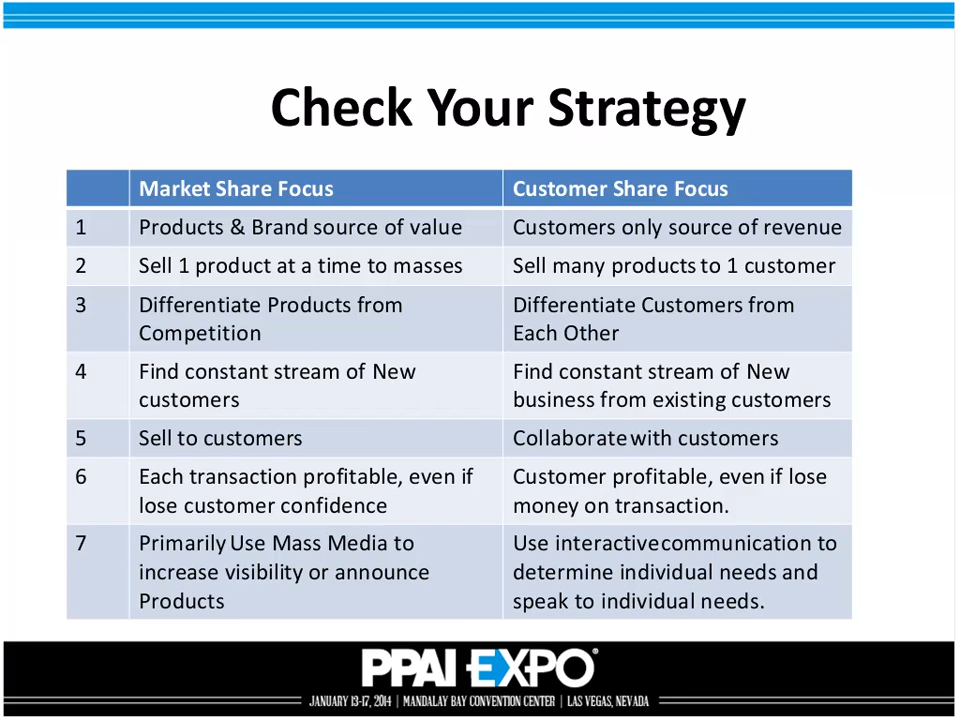 Check Your Strategy
Market Share Focus Customer Share Focus
1 Products & Brand source of value Customers only source of revenue
2 Sell 1 product at a time to masses Sell many products to 1 customer
3 Differentiate Products from Differentiate Customers from
Competition Each Other
4 Find constant stream of New Find constant stream of New
customers business from existing customers
5 Sell to customers Collaborate with customers
6 Each transaction profitable, even if Customer profitable, even if lose
lose customer confidence money on transaction.
7 Primarily Use Mass Media to Use interactive communication to
increase visibility or announce determine individual needs and
Products speak to individual needs.
PPAI EXPO®
JANUARY 13-17, 2014 | MANDALAY BAY CONVENTION CENTER | LAS VEGAS, NEVADA